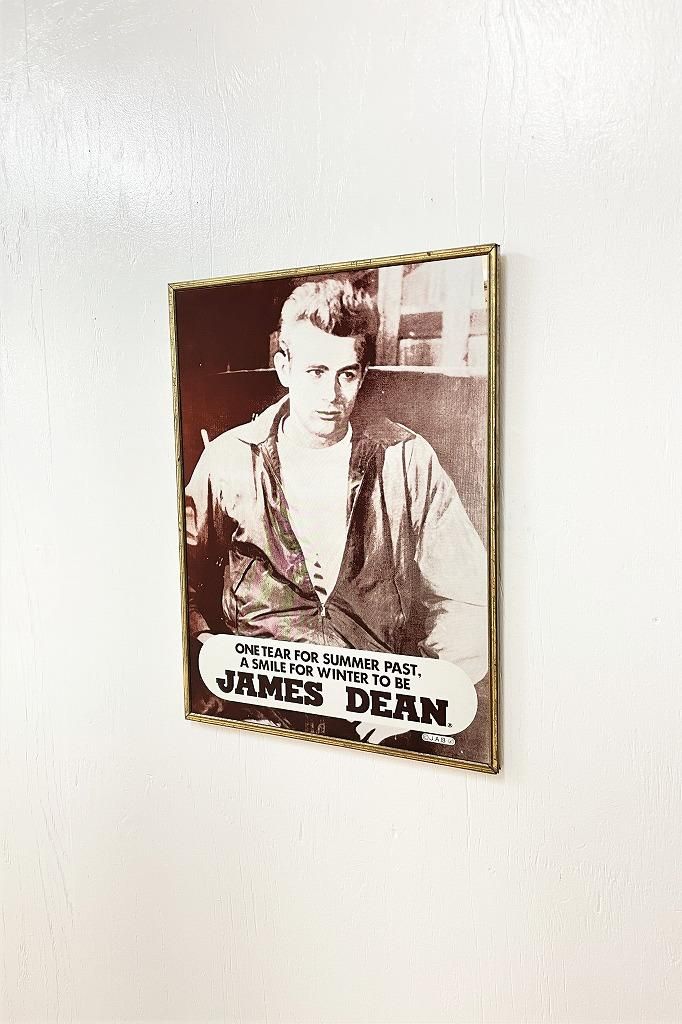 ONE TEAR FOR SUMMER PAST,
A SMILE FOR WINTER TO BE
JAMES DEAN®